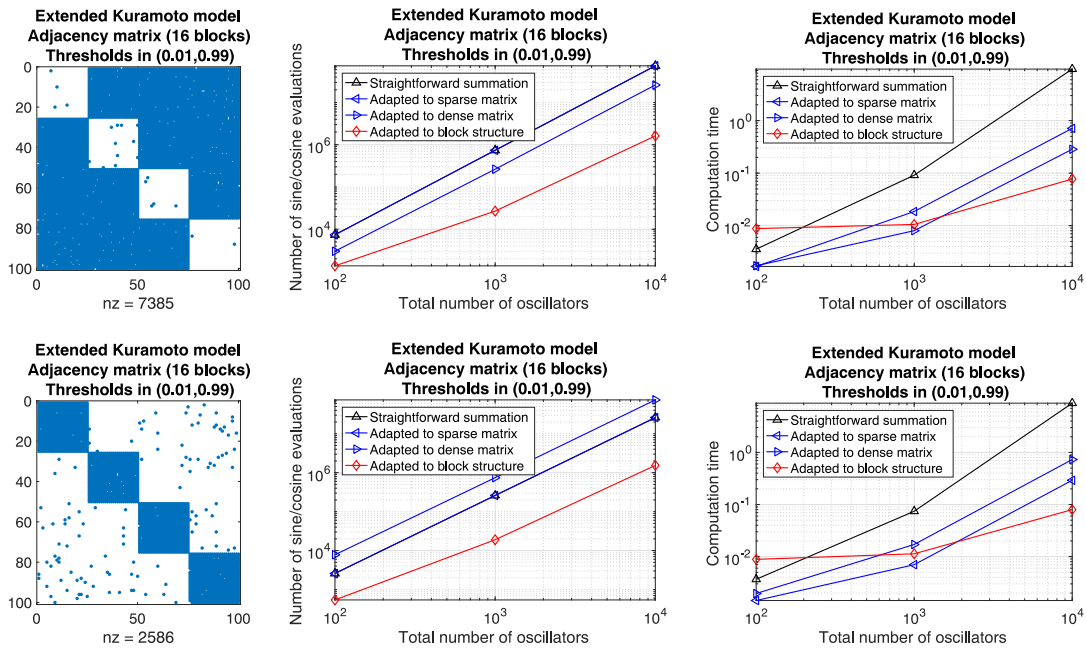 Extended Kuramoto model
Adjacency matrix (16 blocks)
Thresholds in (0.01,0.99)
0
20
40
60
80
100
0
50
100
nz = 7385
Extended Kuramoto model
Adjacency matrix (16 blocks)
Thresholds in (0.01,0.99)
Straightforward summation
Adapted to sparse matrix
Adapted to dense matrix
Adapted to block structure
Number of sine/cosine evaluations
10^6
10^4
10^2
10^3
10^4
Total number of oscillators
Extended Kuramoto model
Adjacency matrix (16 blocks)
Thresholds in (0.01,0.99)
Straightforward summation
Adapted to sparse matrix
Adapted to dense matrix
Adapted to block structure
Computation time
10^0
10^-1
10^-2
10^2
10^3
10^4
Total number of oscillators
Extended Kuramoto model
Adjacency matrix (16 blocks)
Thresholds in (0.01,0.99)
0
20
40
60
80
100
0
50
100
nz = 2586
Extended Kuramoto model
Adjacency matrix (16 blocks)
Thresholds in (0.01,0.99)
Straightforward summation
Adapted to sparse matrix
Adapted to dense matrix
Adapted to block structure
Number of sine/cosine evaluations
10^6
10^4
10^2
10^3
10^4
Total number of oscillators
Extended Kuramoto model
Adjacency matrix (16 blocks)
Thresholds in (0.01,0.99)
Straightforward summation
Adapted to sparse matrix
Adapted to dense matrix
Adapted to block structure
Computation time
10^0
10^-1
10^-2
10^2
10^3
10^4
Total number of oscillators